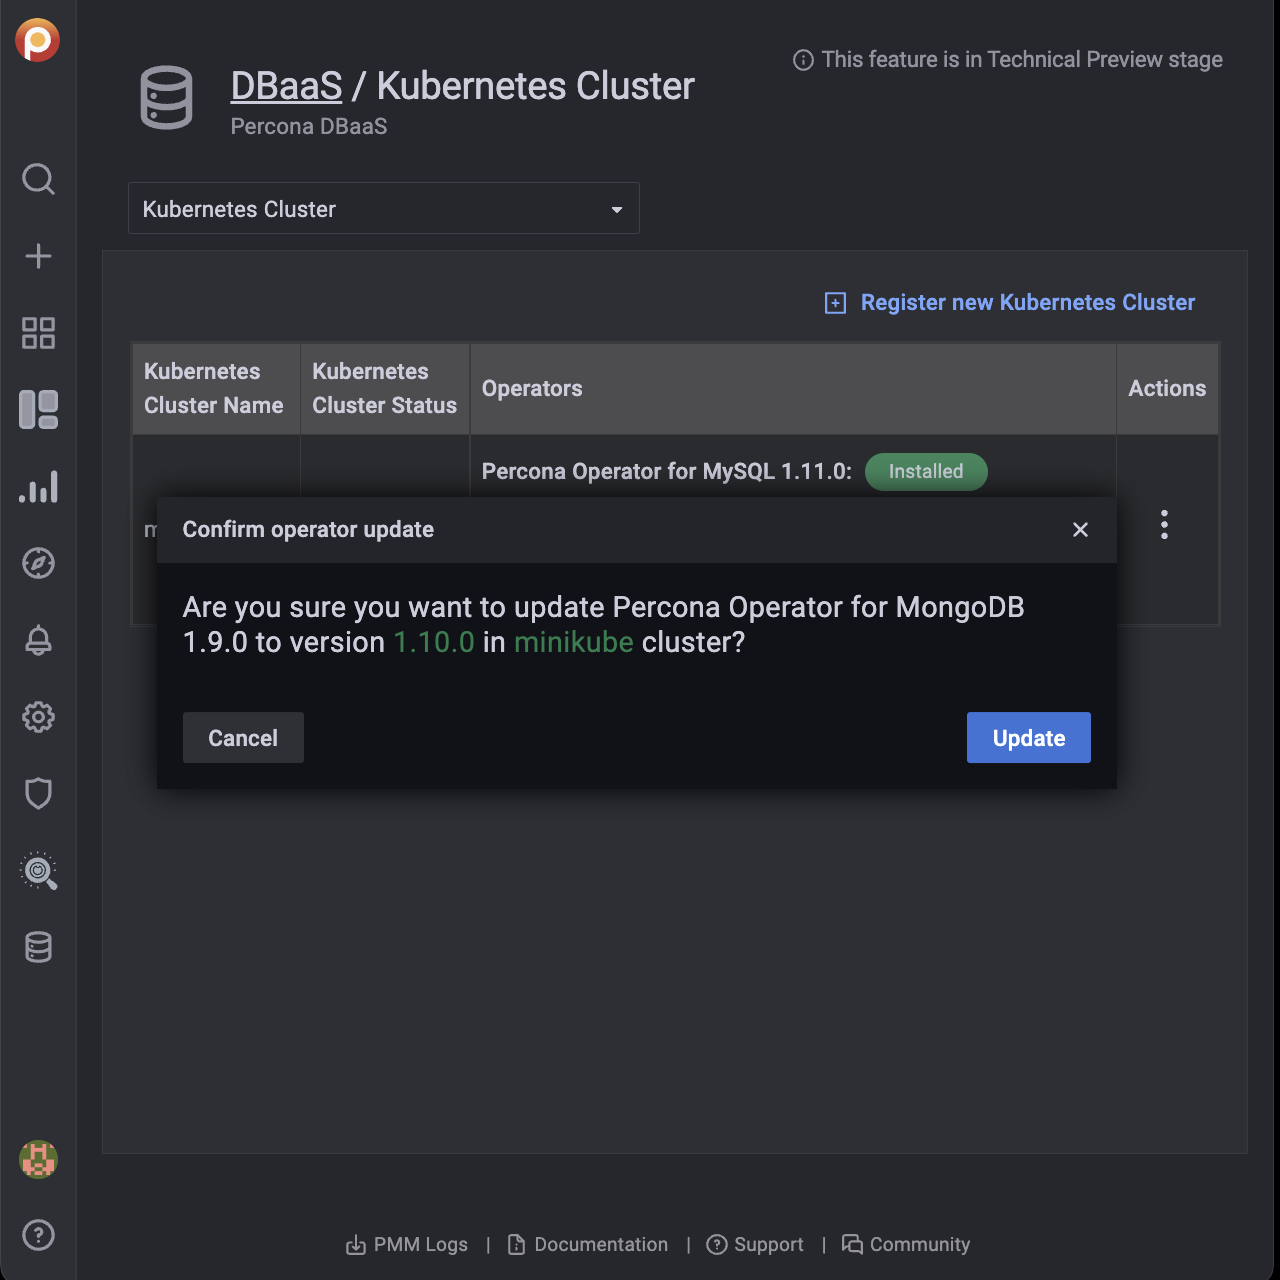 This feature is in Technical Preview stage
DBaaS / Kubernetes Cluster
Percona DBaaS
Kubernetes Cluster
Register new Kubernetes Cluster
Kubernetes Cluster Name
Kubernetes Cluster Status
Operators
Actions
Percona Operator for MySQL 1.11.0: Installed
m
Confirm operator update
Are you sure you want to update Percona Operator for MongoDB
1.9.0 to version 1.10.0 in minikube cluster?
Cancel
Update
PMM Logs | Documentation | Support | Community